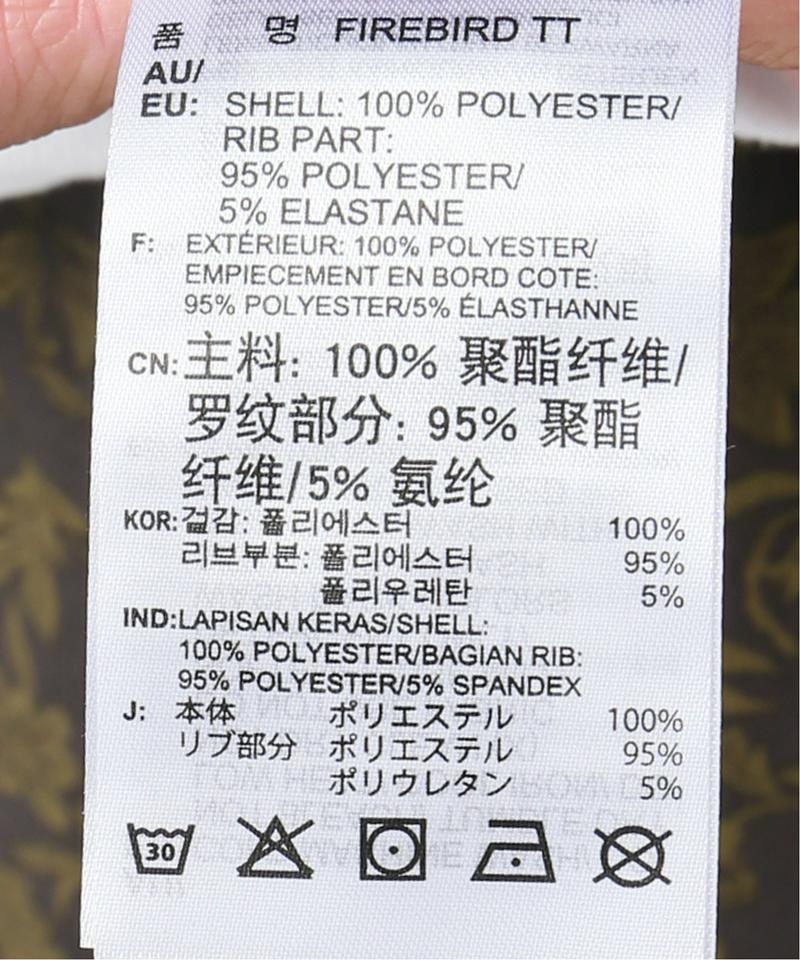 품 명 FIREBIRD TT
AU/
EU: SHELL: 100% POLYESTER/
RIB PART:
95% POLYESTER/
5% ELASTANE
F: EXTÉRIEUR: 100% POLYESTER/
EMPIECEMENT EN BORD COTE:
95% POLYESTER/5% ÉLASTHANNE
CN: 主料: 100% 聚酯纤维/
罗纹部分: 95% 聚酯
纤维/5% 氨纶
KOR: 겉감: 폴리에스터 100%
리브부분: 폴리에스터 95%
폴리우레탄 5%
IND: LAPISAN KERAS/SHELL:
100% POLYESTER/BAGIAN RIB:
95% POLYESTER/5% SPANDEX
J: 本体 ポリエステル 100%
リブ部分 ポリエステル 95%
ポリウレタン 5%
30